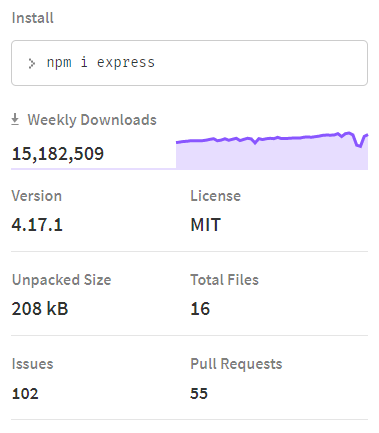 Install
> npm i express
Weekly Downloads
15,182,509
Version License
4.17.1 MIT
Unpacked Size Total Files
208 kB 16
Issues Pull Requests
102 55